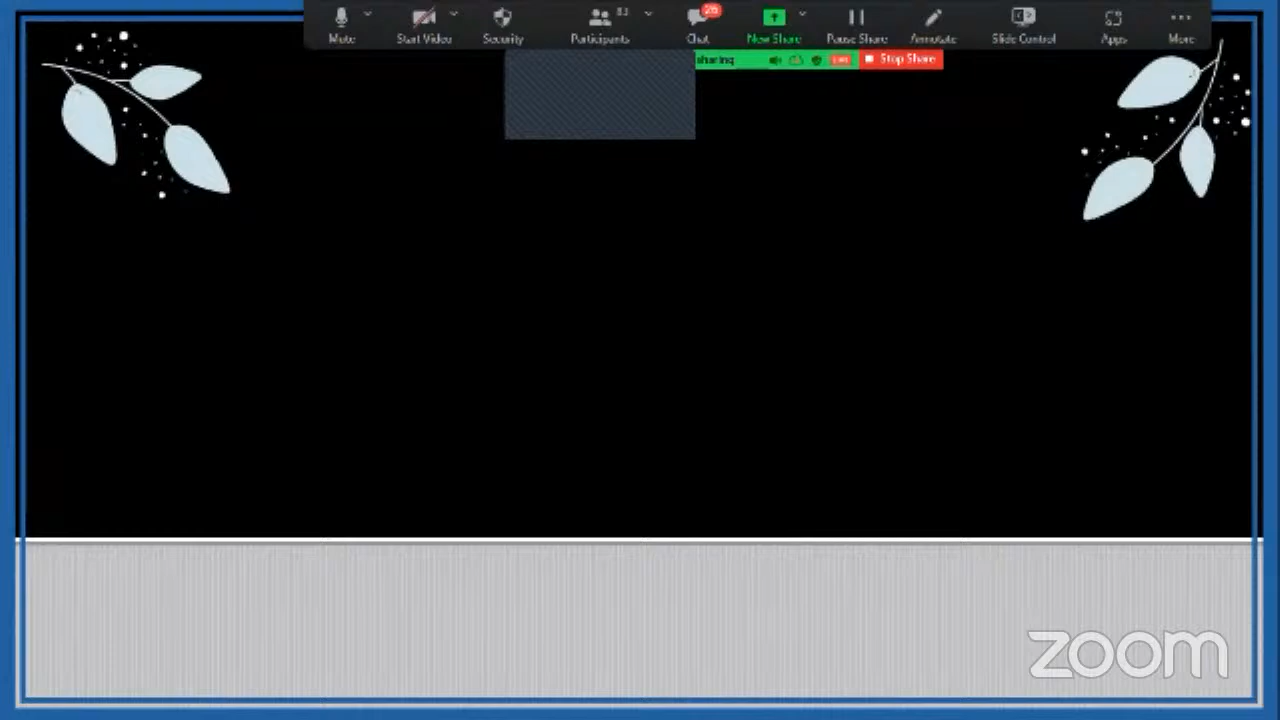 Mute
Start Video
Security
Participants
Chat
New Share
Pause Share
Annotate
Slide Control
Apps
More
sharing
Stop Share
zoom